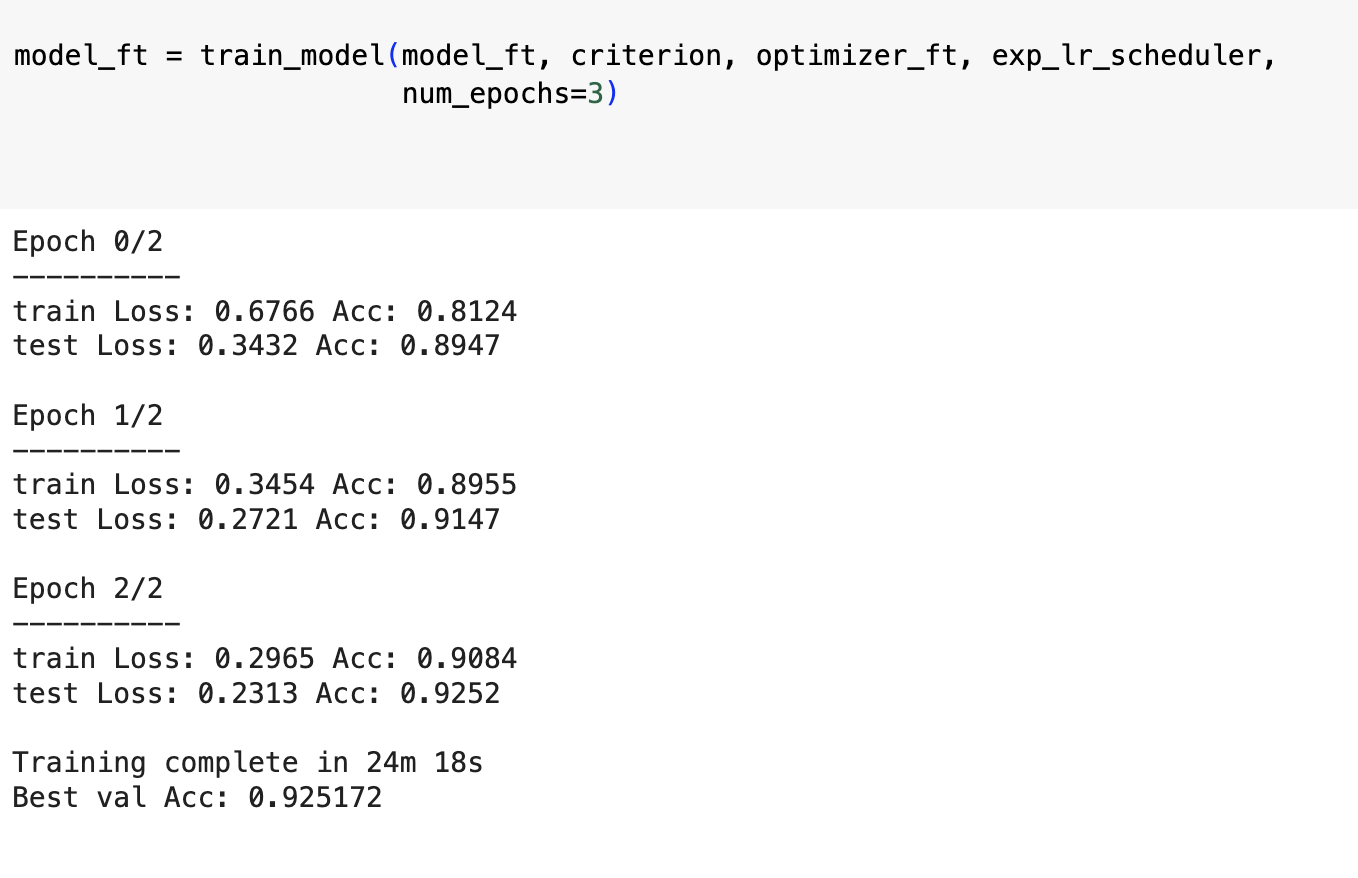 model_ft = train_model(model_ft, criterion, optimizer_ft, exp_lr_scheduler,
                       num_epochs=3)
Epoch 0/2
----------
train Loss: 0.6766 Acc: 0.8124
test Loss: 0.3432 Acc: 0.8947
Epoch 1/2
----------
train Loss: 0.3454 Acc: 0.8955
test Loss: 0.2721 Acc: 0.9147
Epoch 2/2
----------
train Loss: 0.2965 Acc: 0.9084
test Loss: 0.2313 Acc: 0.9252
Training complete in 24m 18s
Best val Acc: 0.925172